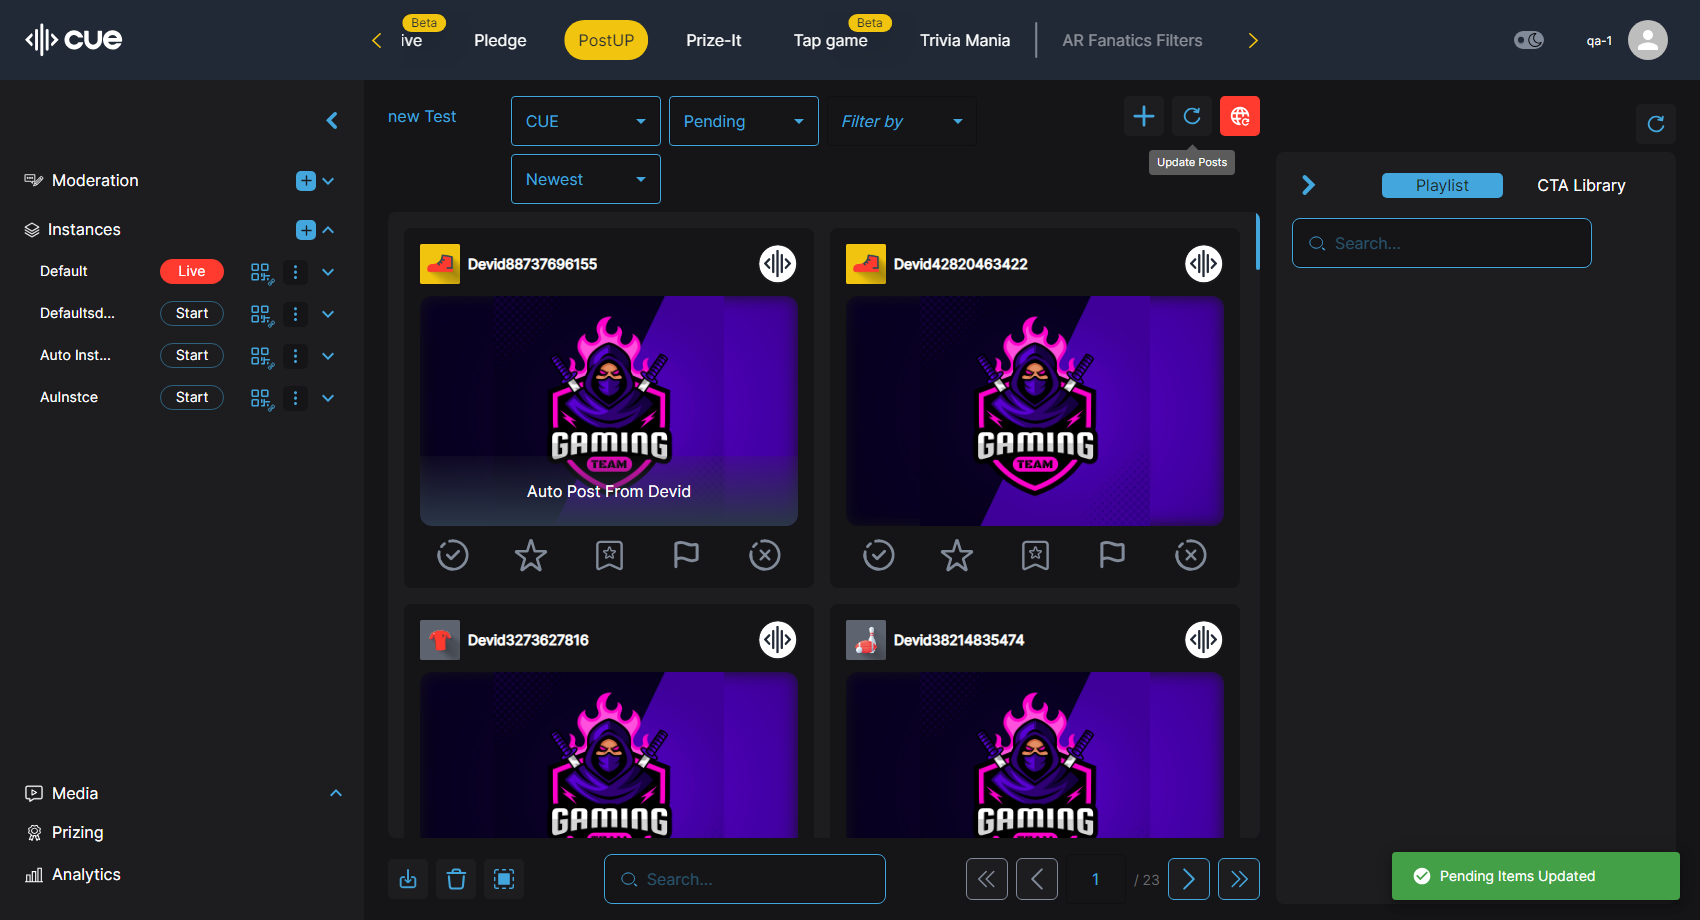 cue
Beta
ive
Pledge
PostUP
Prize-It
Beta
Tap game
Trivia Mania
AR Fanatics Filters
qa-1
new Test
CUE
Pending
Filter by
Newest
Update Posts
Moderation
Instances
Default
Live
Defaultsd...
Start
Auto Inst...
Start
AuInstce
Start
Media
Prizing
Analytics
Devid88737696155
GAMING
TEAM
Auto Post From Devid
Devid42820463422
GAMING
TEAM
Devid3273627816
GAMING
Devid38214835474
GAMING
Search...
1
/ 23
Playlist
CTA Library
Search...
Pending Items Updated